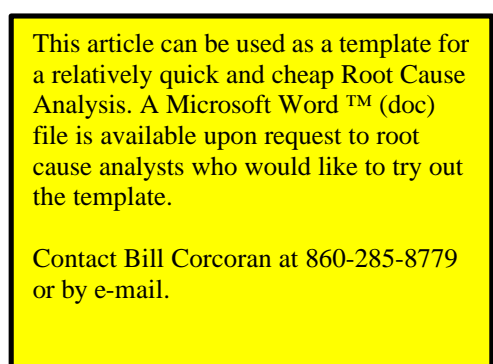 This article can be used as a template for
a relatively quick and cheap Root Cause
Analysis. A Microsoft Word ™ (doc)
file is available upon request to root
cause analysts who would like to try out
the template.
Contact Bill Corcoran at 860-285-8779
or by e-mail.